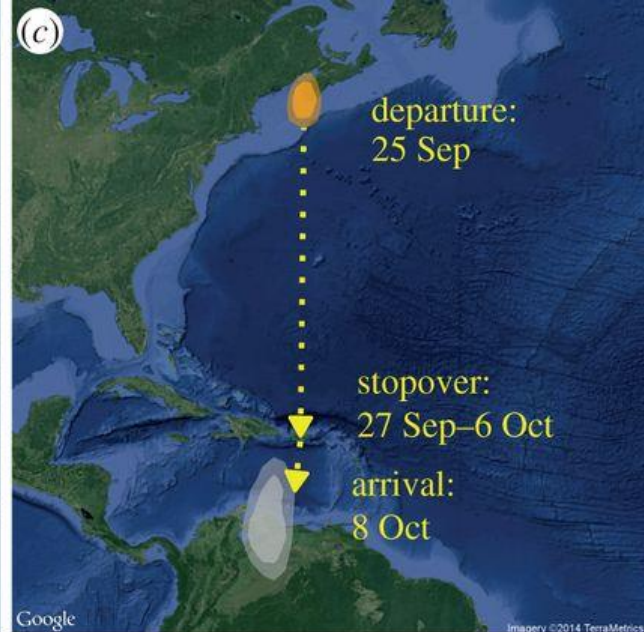 (c)
departure:
25 Sep
stopover:
27 Sep–6 Oct
arrival:
8 Oct
Google
Imagery ©2014 TerraMetrics